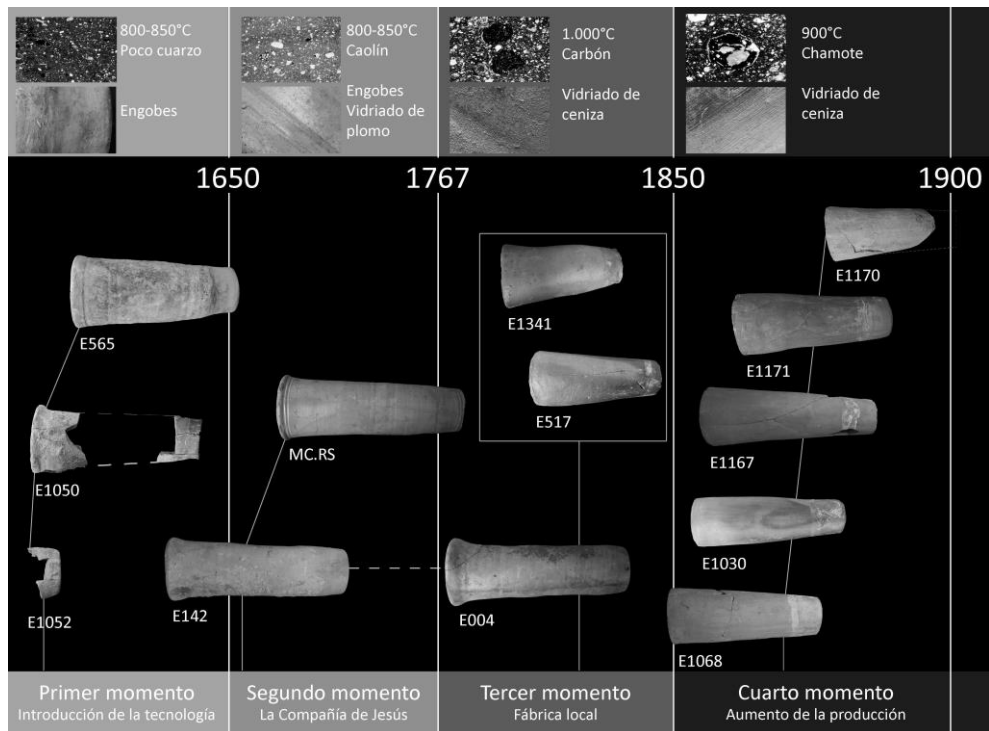 800-850°C
Poco cuarzo
Engobes
800-850°C
Caolín
Engobes
Vidriado de
plomo
1.000°C
Carbón
Vidriado de
ceniza
900°C
Chamote
Vidriado de
ceniza
1650
1767
1850
1900
E565
E1050
E1052
E142
MC.RS
E1341
E517
E004
E1170
E1171
E1167
E1030
E1068
Primer momento
Introducción de la tecnología
Segundo momento
La Compañía de Jesús
Tercer momento
Fábrica local
Cuarto momento
Aumento de la producción